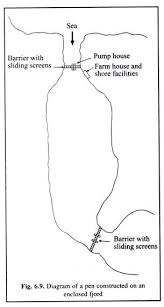 Sea
Pump house
Barrier with
sliding screens
Farm house and
shore facilities
Barrier with
sliding screens
Fig. 6.9. Diagram of a pen constructed on an
enclosed fjord